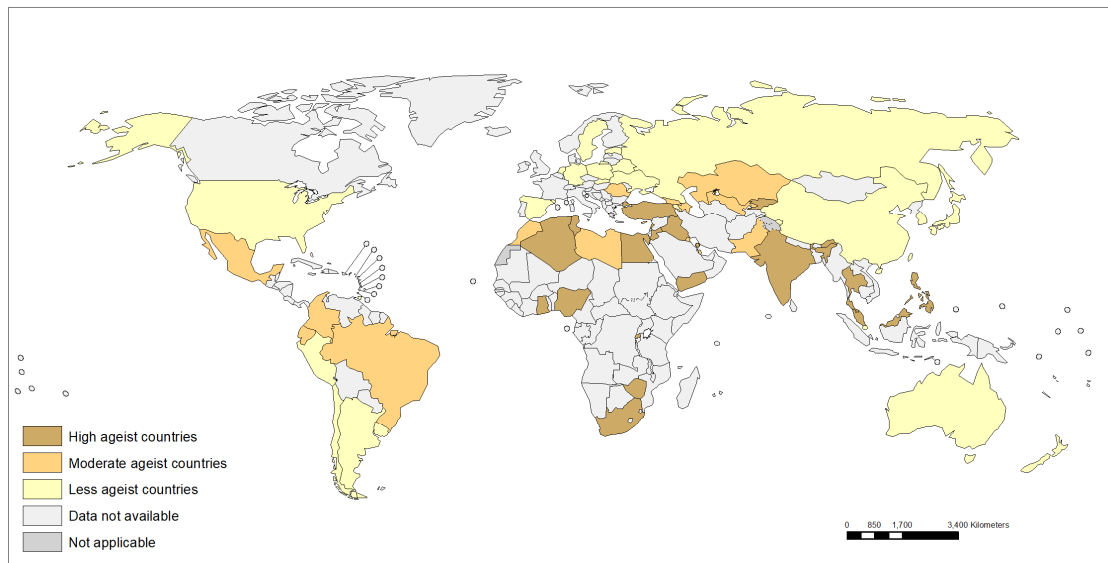 High ageist countries
Moderate ageist countries
Less ageist countries
Data not available
Not applicable
0 850 1,700 3,400 Kilometers